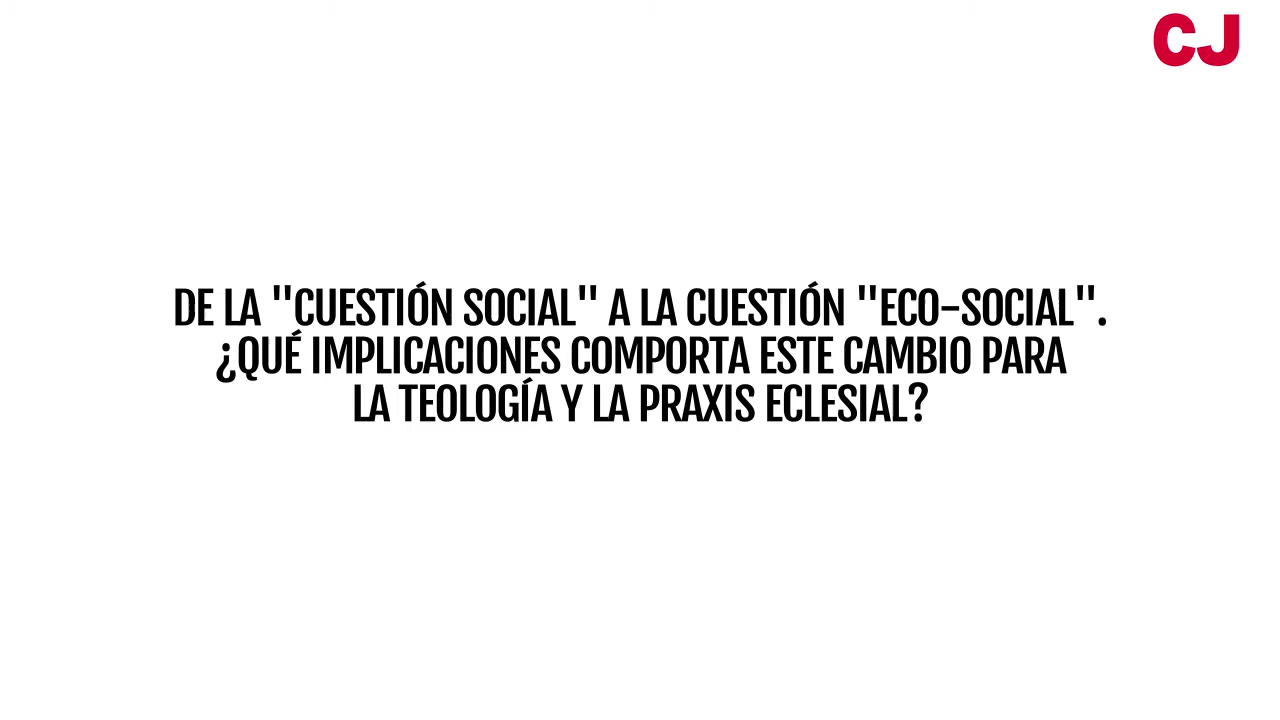 CJ
DE LA "CUESTIÓN SOCIAL" A LA CUESTIÓN "ECO-SOCIAL".
¿QUÉ IMPLICACIONES COMPORTA ESTE CAMBIO PARA
LA TEOLOGÍA Y LA PRAXIS ECLESIAL?